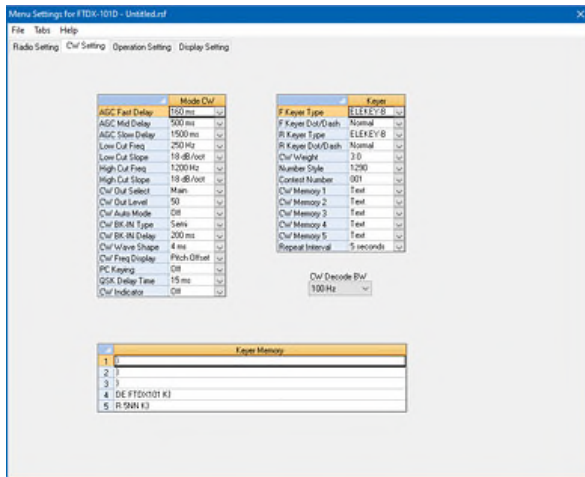 Menu Settings for FTDX-101D - Untitled.rsf
File Tabs Help
Radio Setting CW Setting Operation Setting Display Setting
Mode CW
AGC Fast Delay 160 ms
AGC Mid Delay 500 ms
AGC Slow Delay 1500 ms
Low Cut Freq 250 Hz
Low Cut Slope 18 dB/oct
High Cut Freq 1200 Hz
High Cut Slope 18 dB/oct
CW Out Select Main
CW Out Level 50
CW Auto Mode Off
CW BK-IN Type Semi
CW BK-IN Delay 200 ms
CW Wave Shape 4 ms
CW Freq Display Pitch Offset
PC Keying Off
QSK Delay Time 15 ms
CW Indicator Off
Keyer
F Keyer Type ELEKEY-B
F Keyer Dot/Dash Normal
R Keyer Type ELEKEY-B
R Keyer Dot/Dash Normal
CW Weight 3.0
Number Style 1290
Contest Number 001
CW Memory 1 Text
CW Memory 2 Text
CW Memory 3 Text
CW Memory 4 Text
CW Memory 5 Text
Repeat Interval 5 seconds
CW Decode BW
100 Hz
Keyer Memory
1 }
2 }
3 }
4 DE FTDX101 K}
5 R 5NN K}